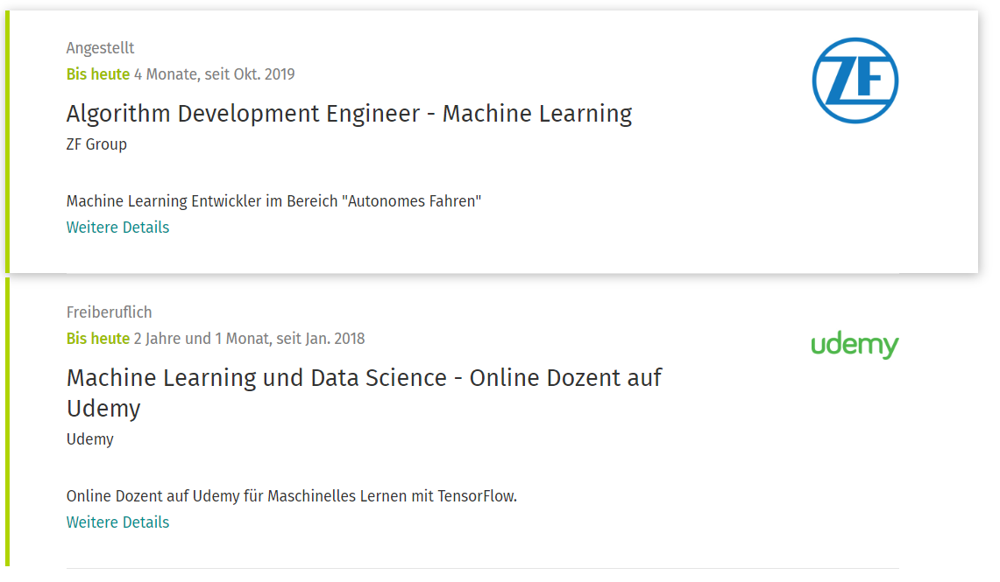 Angestellt
Bis heute 4 Monate, seit Okt. 2019
Algorithm Development Engineer - Machine Learning
ZF Group
ZF
Machine Learning Entwickler im Bereich "Autonomes Fahren"
Weitere Details
Freiberuflich
Bis heute 2 Jahre und 1 Monat, seit Jan. 2018
udemy
Machine Learning und Data Science - Online Dozent auf
Udemy
Udemy
Online Dozent auf Udemy für Maschinelles Lernen mit TensorFlow.
Weitere Details